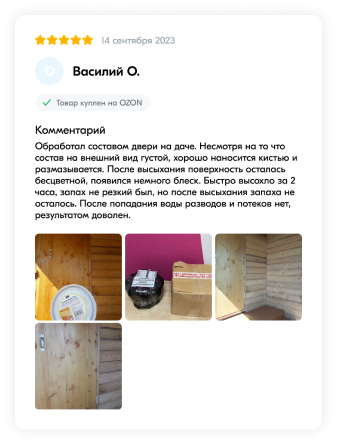 14 сентября 2023
О
Василий О.
Товар куплен на OZON
Комментарий
Обработал составом двери на даче. Несмотря на то что
состав на внешний вид густой, хорошо наносится кистью и
размазывается. После высыхания поверхность осталась
бесцветной, появился немного блеск. Быстро высохло за 2
часа, запах не резкий был, но после высыхания запаха не
осталось. После попадания воды разводов и потеков нет,
результатом доволен.